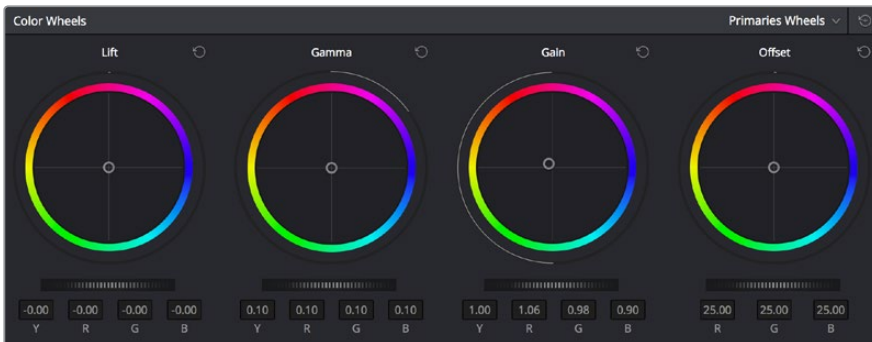 Color Wheels Primaries Wheels
Lift Gamma Gain Offset
-0.00 -0.00 -0.00 -0.00 0.10 0.10 0.10 0.10 1.00 1.06 0.98 0.90 25.00 25.00 25.00
Y R G B Y R G B Y R G B R G B